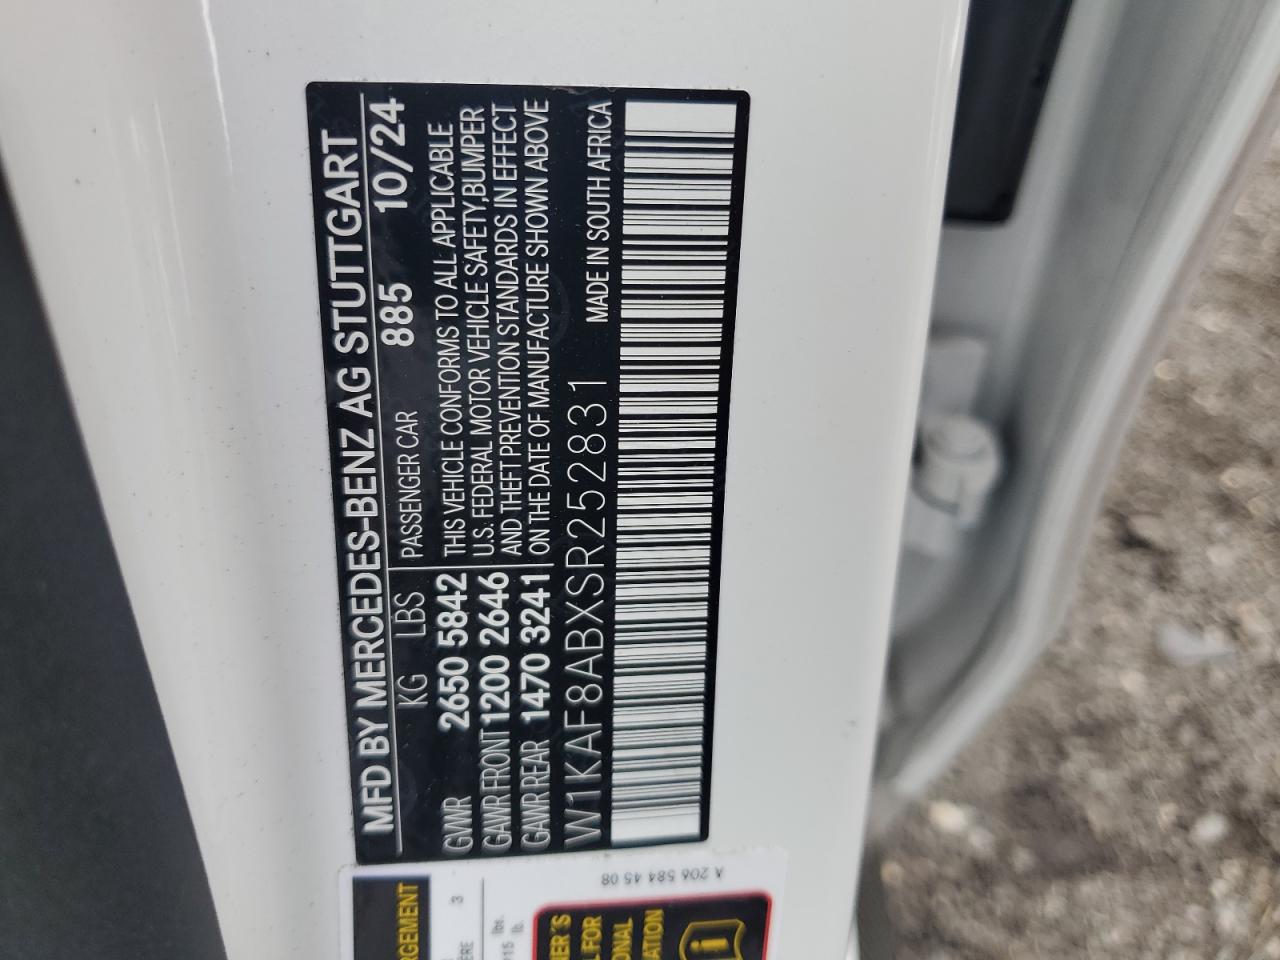 MFD BY MERCEDES-BENZ AG STUTTGART
KG LBS PASSENGER CAR 885 10/24
GVWR 2650 5842
GAWR FRONT 1200 2646
GAWR REAR 1470 3241
THIS VEHICLE CONFORMS TO ALL APPLICABLE
U.S. FEDERAL MOTOR VEHICLE SAFETY,BUMPER
AND THEFT PREVENTION STANDARDS IN EFFECT
ON THE DATE OF MANUFACTURE SHOWN ABOVE
W1KAF8ABXSR252831 MADE IN SOUTH AFRICA
3
lbs.
lb.
A 206 584 45 08